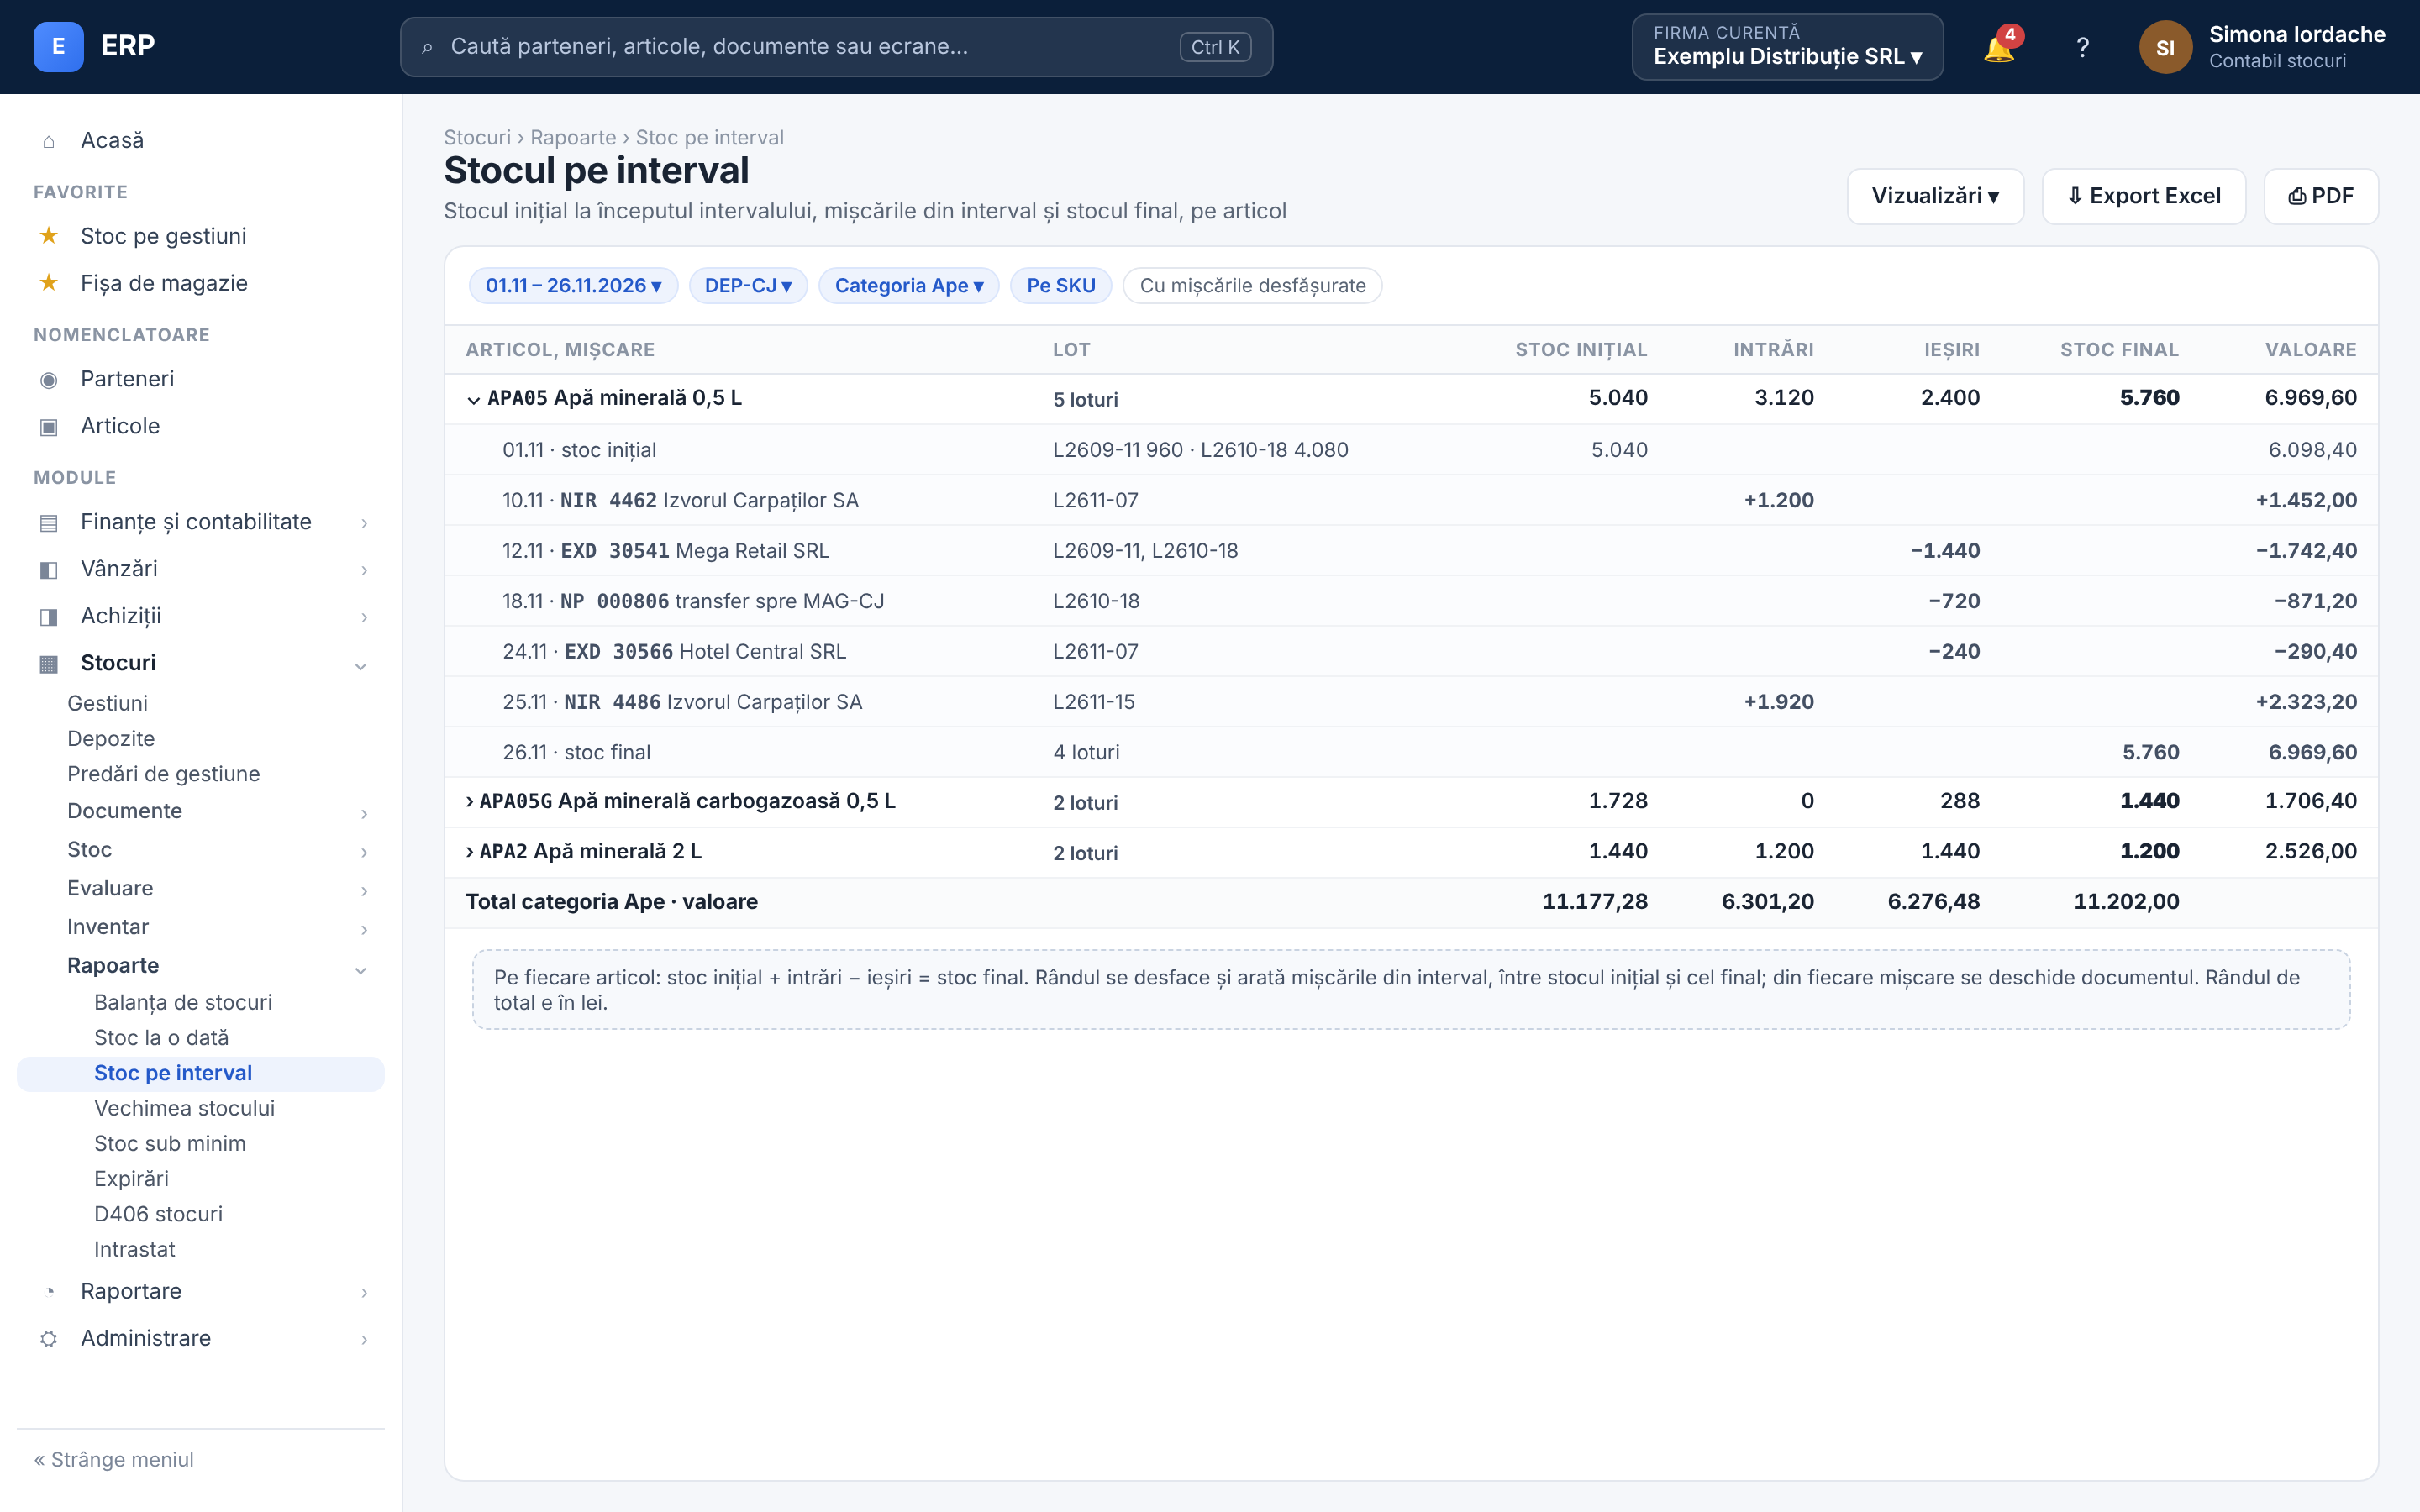 E ERP
Caută parteneri, articole, documente sau ecrane... Ctrl K
FIRMA CURENTĂ
Exemplu Distribuție SRL ▾
4
?
SI
Simona Iordache
Contabil stocuri
Acasă
FAVORITE
★ Stoc pe gestiuni
★ Fișa de magazie
NOMENCLATOARE
Parteneri
Articole
MODULE
Finanțe și contabilitate ›
Vânzări ›
Achiziții ›
Stocuri
Gestiuni
Depozite
Predări de gestiune
Documente ›
Stoc ›
Evaluare ›
Inventar ›
Rapoarte
Balanța de stocuri
Stoc la o dată
Stoc pe interval
Vechimea stocului
Stoc sub minim
Expirări
D406 stocuri
Intrastat
Raportare ›
Administrare ›
« Strânge meniul
Stocuri › Rapoarte › Stoc pe interval
Stocul pe interval
Stocul inițial la începutul intervalului, mișcările din interval și stocul final, pe articol
Vizualizări ▾ ⇩ Export Excel ⎙ PDF
01.11 – 26.11.2026 ▾ DEP-CJ ▾ Categoria Ape ▾ Pe SKU Cu mișcările desfășurate
ARTICOL, MIȘCARE LOT STOC INIȚIAL INTRĂRI IEȘIRI STOC FINAL VALOARE
APA05 Apă minerală 0,5 L 5 loturi 5.040 3.120 2.400 5.760 6.969,60
01.11 · stoc inițial L2609-11 960 · L2610-18 4.080 5.040 6.098,40
10.11 · NIR 4462 Izvorul Carpaților SA L2611-07 +1.200 +1.452,00
12.11 · EXD 30541 Mega Retail SRL L2609-11, L2610-18 −1.440 −1.742,40
18.11 · NP 000806 transfer spre MAG-CJ L2610-18 −720 −871,20
24.11 · EXD 30566 Hotel Central SRL L2611-07 −240 −290,40
25.11 · NIR 4486 Izvorul Carpaților SA L2611-15 +1.920 +2.323,20
26.11 · stoc final 4 loturi 5.760 6.969,60
› APA05G Apă minerală carbogazoasă 0,5 L 2 loturi 1.728 0 288 1.440 1.706,40
› APA2 Apă minerală 2 L 2 loturi 1.440 1.200 1.440 1.200 2.526,00
Total categoria Ape · valoare 11.177,28 6.301,20 6.276,48 11.202,00
Pe fiecare articol: stoc inițial + intrări − ieșiri = stoc final. Rândul se desface și arată mișcările din interval, între stocul inițial și cel final; din fiecare mișcare se deschide documentul. Rândul de
total e în lei.